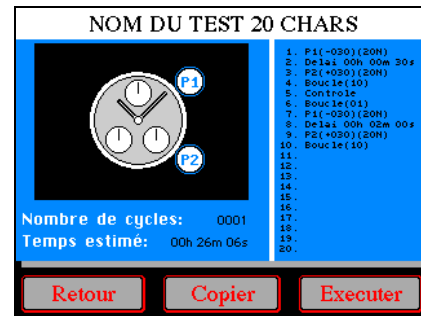 NOM DU TEST 20 CHARS
P1
P2
Nombre de cycles: 0001
Temps estimé: 00h 26m 06s
1. P1(-030)(20N)
2. Delai 00h 00m 30s
3. P2(+030)(20N)
4. Boucle(10)
5. Controle
6. Boucle(01)
7. P1(-030)(20N)
8. Delai 00h 02m 00s
9. P2(+030)(20N)
10. Boucle(10)
11.
12.
13.
14.
15.
16.
17.
18.
19.
20.
Retour Copier Executer